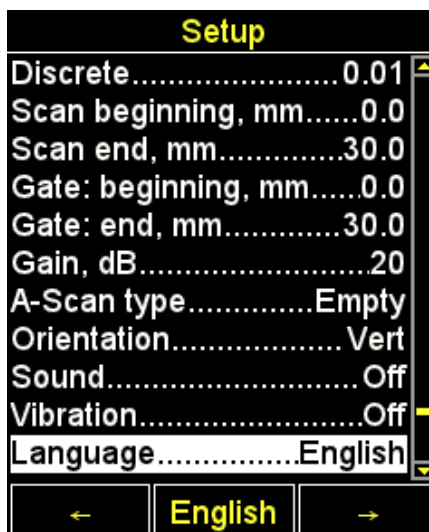 Setup
Discrete.......................0.01
Scan beginning, mm......0.0
Scan end, mm..............30.0
Gate: beginning, mm......0.0
Gate: end, mm.............30.0
Gain, dB.........................20
A-Scan type..............Empty
Orientation................... Vert
Sound............................ Off
Vibration.........................Off
Language................English
← English →